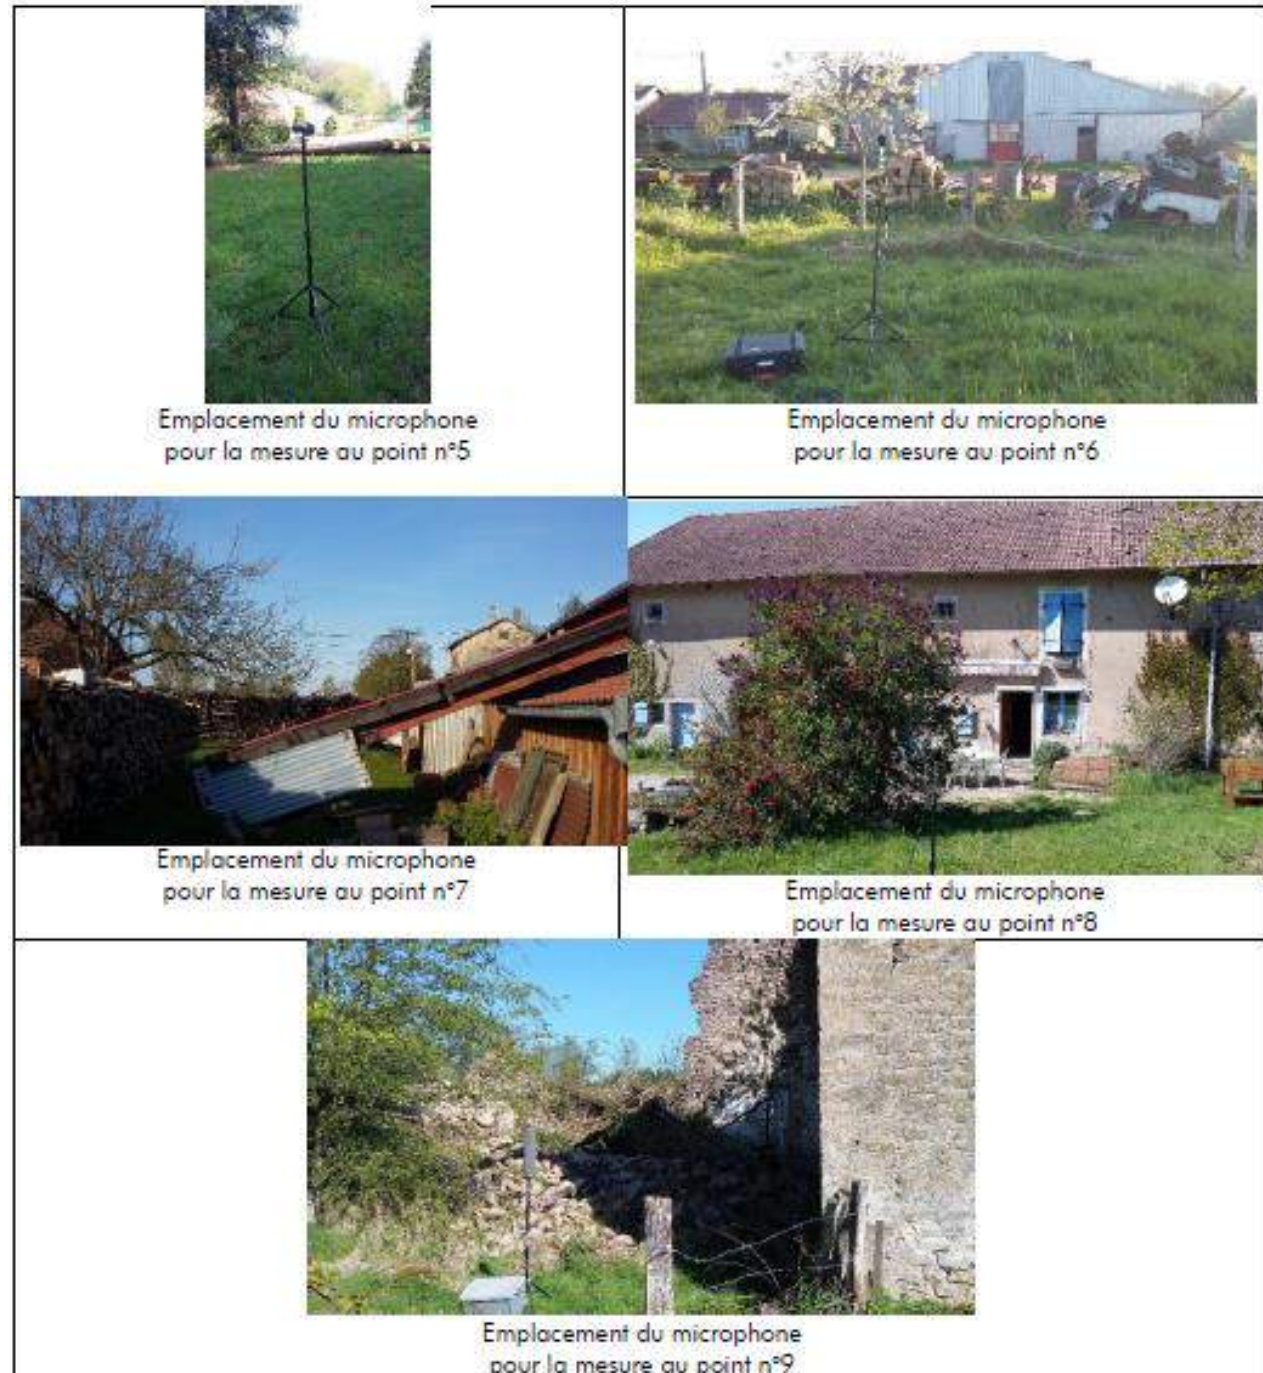 Emplacement du microphone
pour la mesure au point n°5
Emplacement du microphone
pour la mesure au point n°6
Emplacement du microphone
pour la mesure au point n°7
Emplacement du microphone
pour la mesure au point n°8
Emplacement du microphone
pour la mesure au point n°9